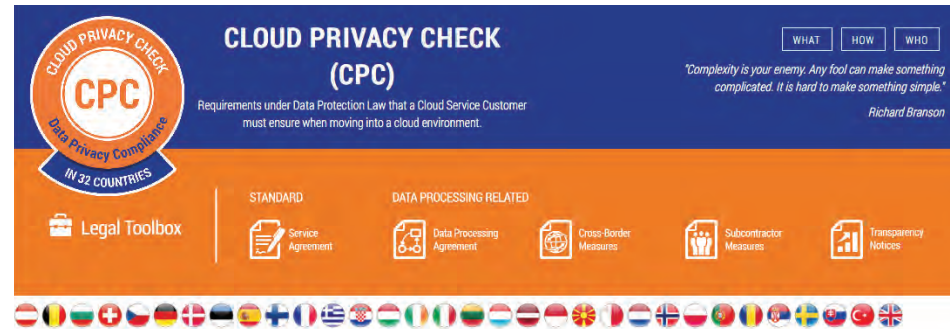 CLOUD PRIVACY CHECK
CPC
Data Privacy Compliance
IN 32 COUNTRIES
CLOUD PRIVACY CHECK
(CPC)
Requirements under Data Protection Law that a Cloud Service Customer
must ensure when moving into a cloud environment.
WHAT HOW WHO
"Complexity is your enemy. Any fool can make something
complicated. It is hard to make something simple."
Richard Branson
Legal Toolbox
STANDARD
Service
Agreement
DATA PROCESSING RELATED
Data Processing
Agreement
Cross-Border
Measures
Subcontractor
Measures
Transparency
Notices